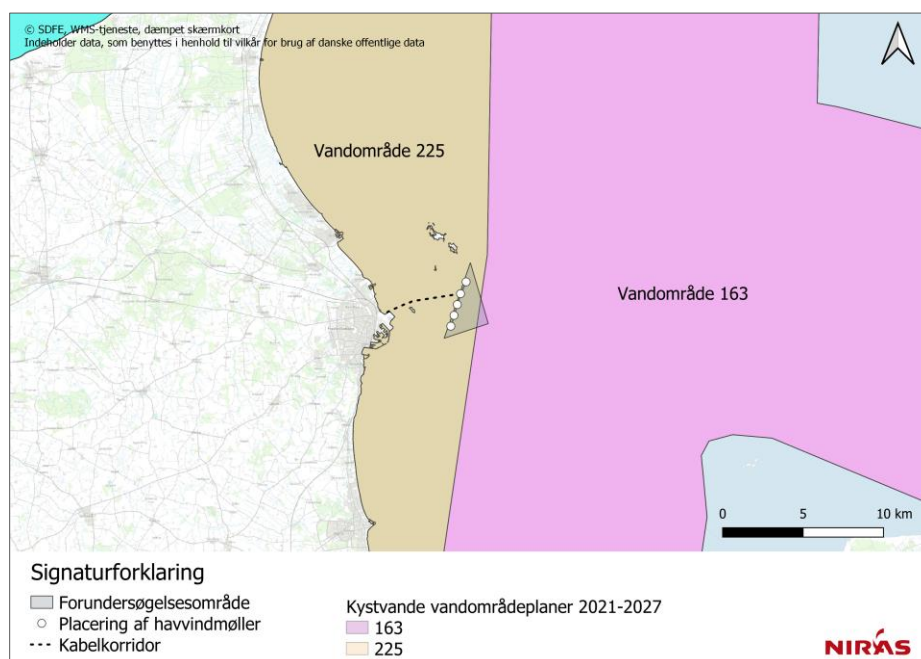 © SDFE, WMS-tjeneste, dæmpet skærmkort
Indeholder data, som benyttes i henhold til vilkår for brug af danske offentlige data
Vandområde 225
Vandområde 163
0 5 10 km
Signaturforklaring
Forundersøgelsesområde
Placering af havvindmøller
Kabelkorridor
Kystvande vandområdeplaner 2021-2027
163
225
NIRAS